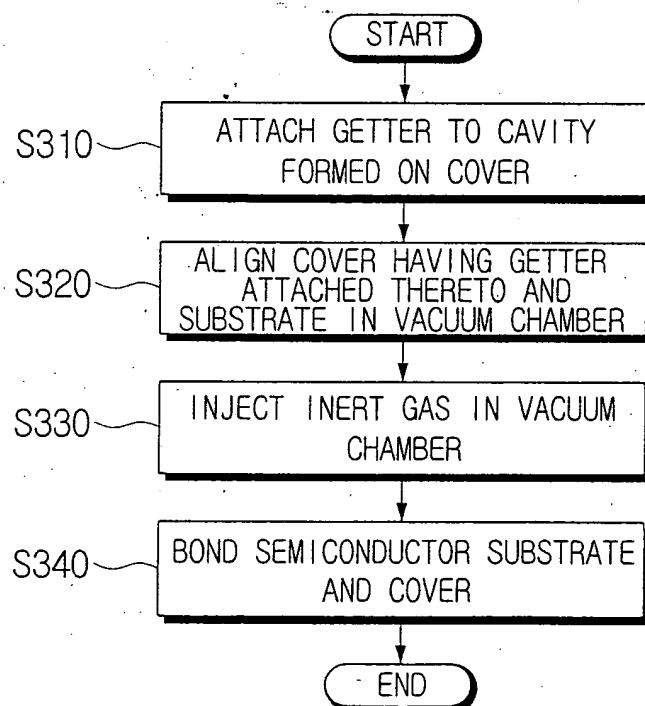 START
S310
ATTACH GETTER TO CAVITY
FORMED ON COVER
S320
ALIGN COVER HAVING GETTER
ATTACHED THERETO AND
SUBSTRATE IN VACUUM CHAMBER
S330
INJECT INERT GAS IN VACUUM
CHAMBER
S340
BOND SEMICONDUCTOR SUBSTRATE
AND COVER
END